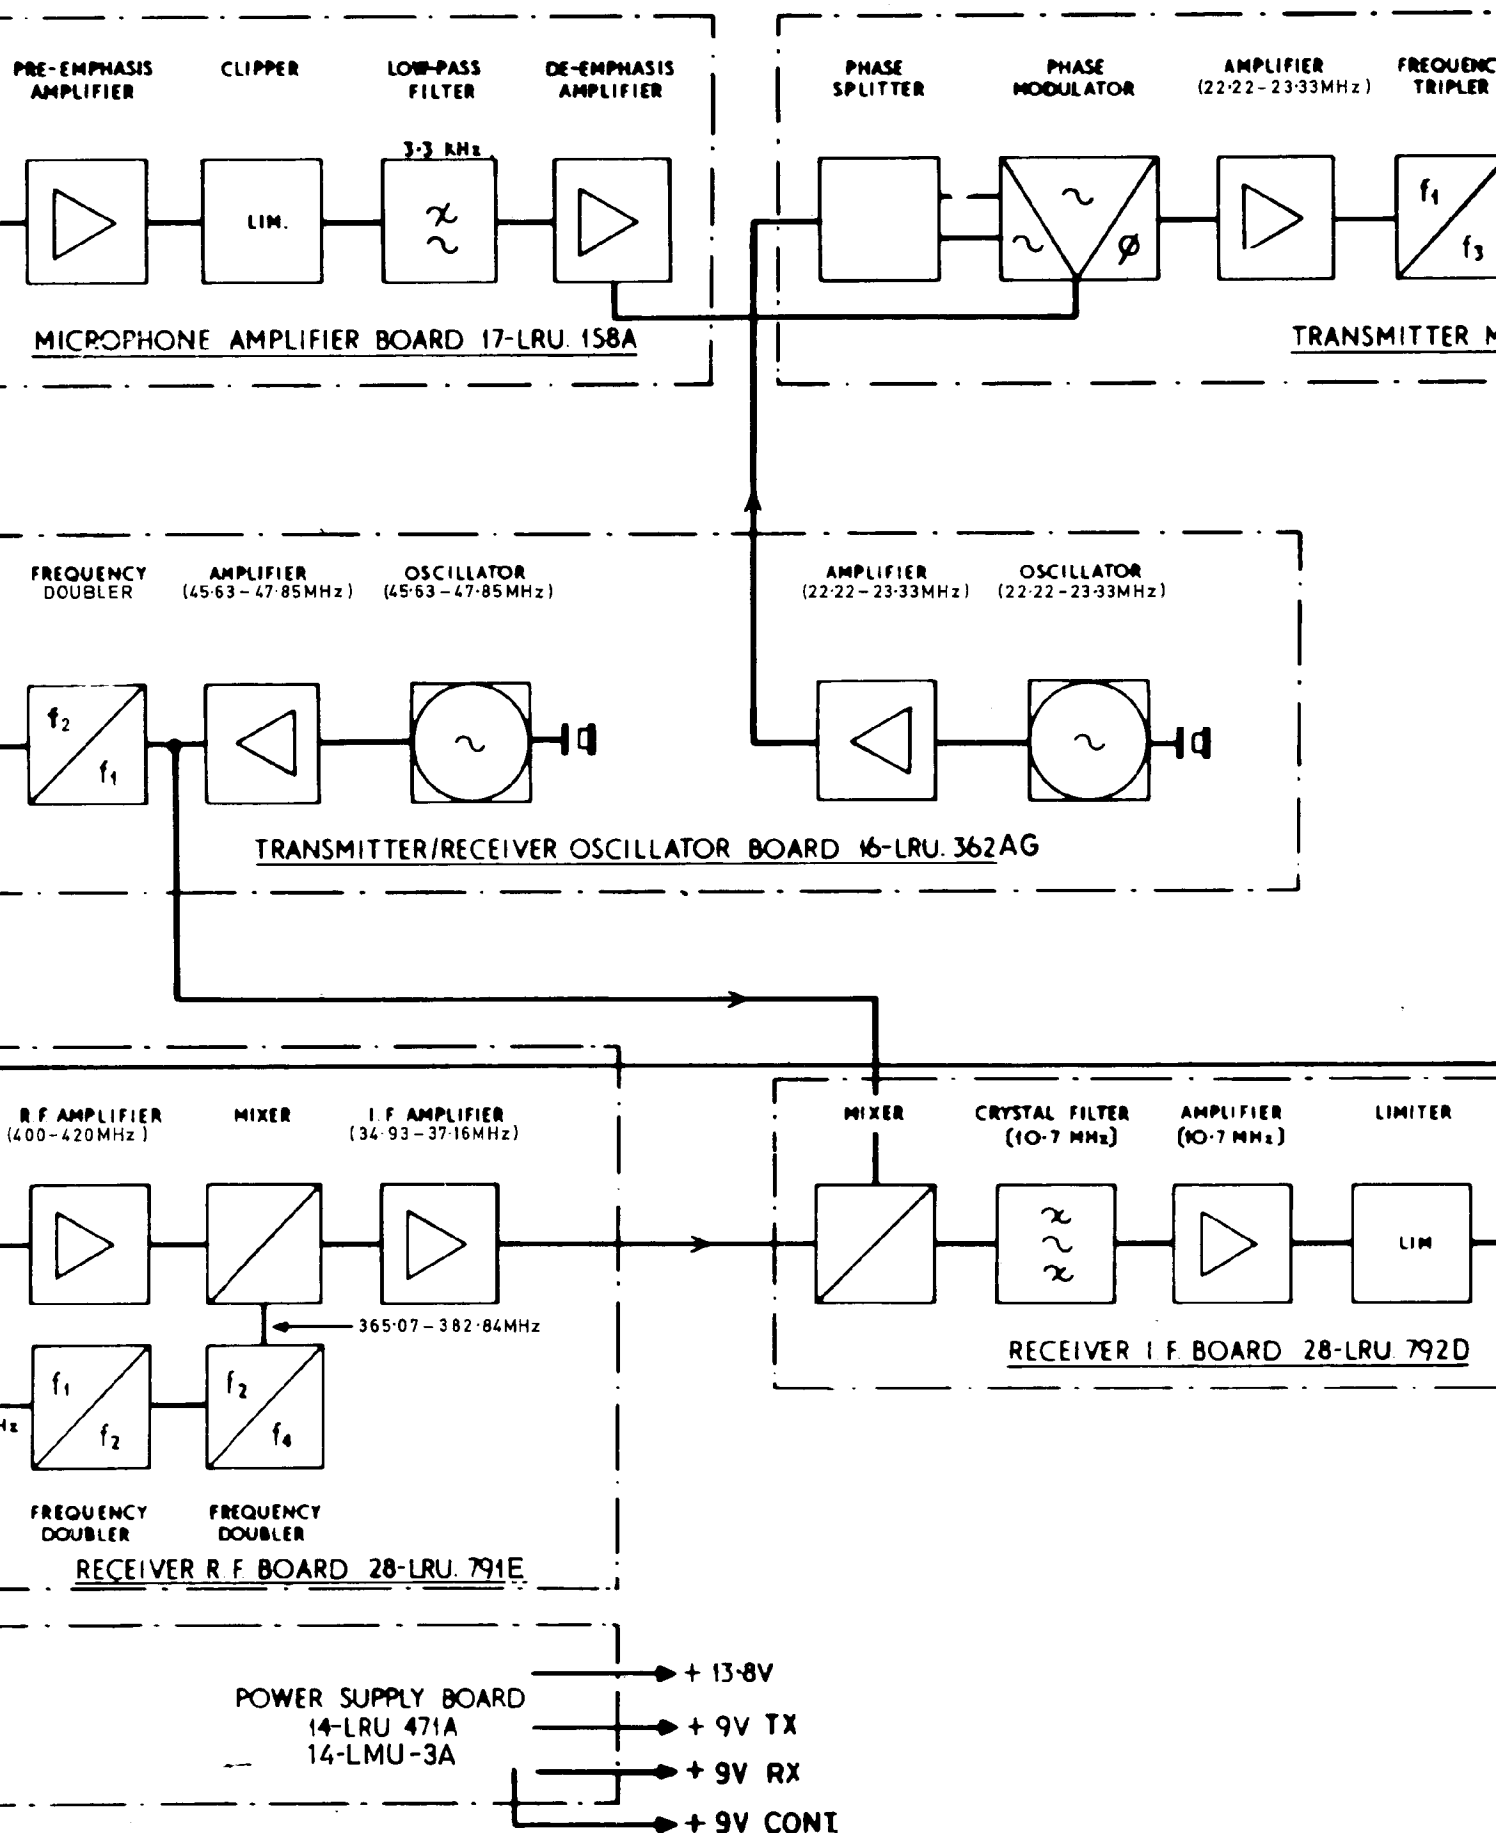 PRE-EMPHASIS
AMPLIFIER
CLIPPER
LOW-PASS
FILTER
DE-EMPHASIS
AMPLIFIER
3·3 KHz
LIM.
MICROPHONE AMPLIFIER BOARD 17-LRU. 158A
PHASE
SPLITTER
PHASE
MODULATOR
AMPLIFIER
(22·22-23·33MHz)
FREQUENC
TRIPLER
φ
f1
f3
TRANSMITTER M
FREQUENCY
DOUBLER
AMPLIFIER
(45·63-47·85MHz)
OSCILLATOR
(45·63-47·85MHz)
AMPLIFIER
(22·22-23·33MHz)
OSCILLATOR
(22·22-23·33MHz)
f2
f1
TRANSMITTER/RECEIVER OSCILLATOR BOARD 16-LRU. 362AG
R.F. AMPLIFIER
(400-420MHz)
MIXER
I.F. AMPLIFIER
(34·93-37·16MHz)
365·07-382·84MHz
Hz
f1
f2
f2
f4
FREQUENCY
DOUBLER
FREQUENCY
DOUBLER
RECEIVER R.F. BOARD 28-LRU. 791E
MIXER
CRYSTAL FILTER
(10·7 MHz)
AMPLIFIER
(10·7 MHz)
LIMITER
LIM
RECEIVER I.F. BOARD 28-LRU. 792D
POWER SUPPLY BOARD
14-LRU 471A
14-LMU-3A
+ 13·8V
+ 9V TX
+ 9V RX
+ 9V CONT